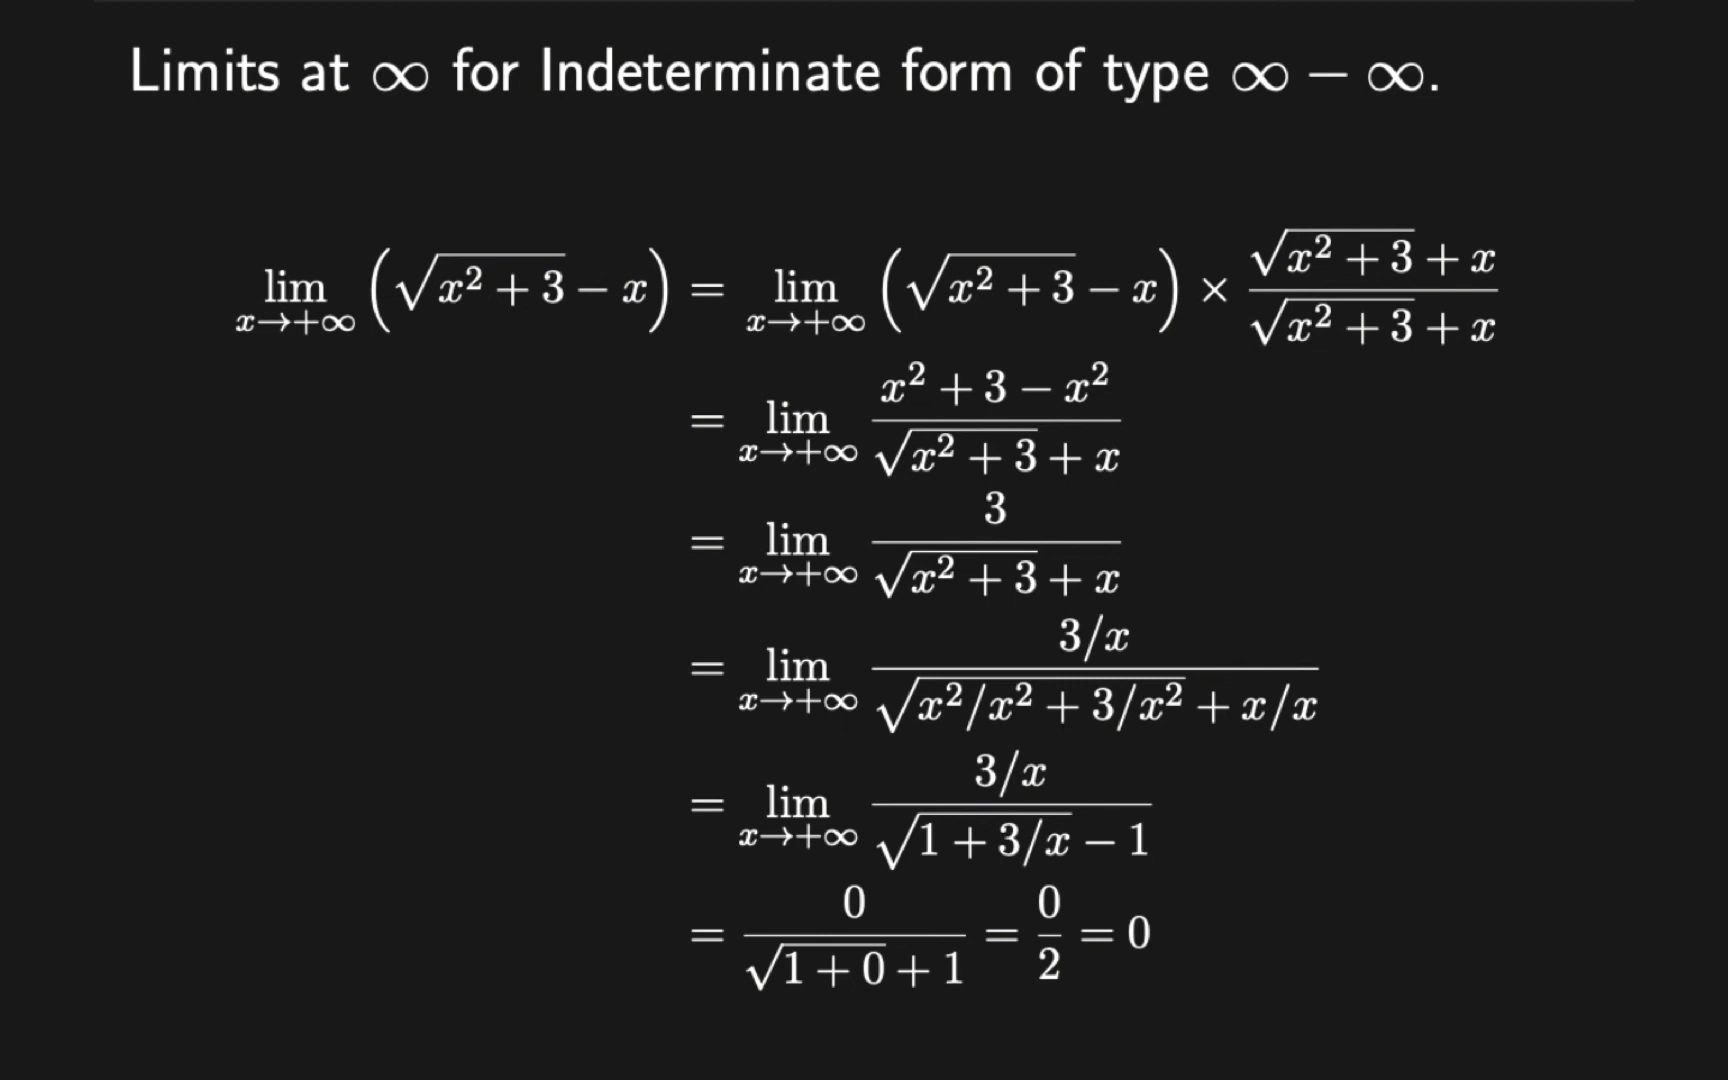 Limits at ∞ for Indeterminate form of type ∞ − ∞.
lim_{x→+∞} (√(x² + 3) − x) = lim_{x→+∞} (√(x² + 3) − x) × (√(x² + 3) + x)/(√(x² + 3) + x)
= lim_{x→+∞} (x² + 3 − x²)/(√(x² + 3) + x)
= lim_{x→+∞} 3/(√(x² + 3) + x)
= lim_{x→+∞} (3/x)/(√(x²/x² + 3/x²) + x/x)
= lim_{x→+∞} (3/x)/(√(1 + 3/x) − 1)
= 0/(√(1 + 0) + 1) = 0/2 = 0